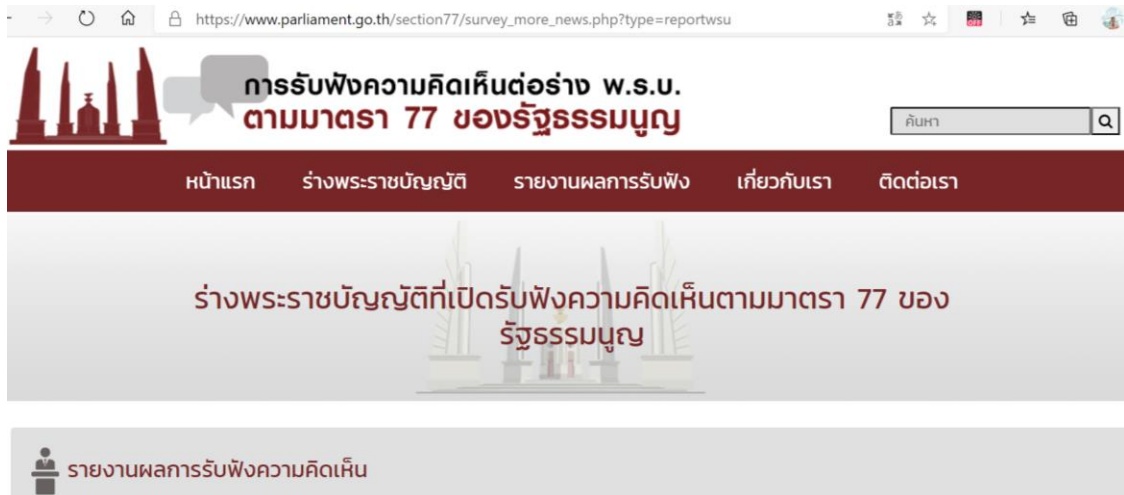 https://www.parliament.go.th/section77/survey_more_news.php?type=reportwsu
OFF
การรับฟังความคิดเห็นต่อร่าง พ.ร.บ.
ตามมาตรา 77 ของรัฐธรรมนูญ
ค้นหา
หน้าแรก ร่างพระราชบัญญัติ รายงานผลการรับฟัง เกี่ยวกับเรา ติดต่อเรา
ร่างพระราชบัญญัติที่เปิดรับฟังความคิดเห็นตามมาตรา 77 ของ
รัฐธรรมนูญ
รายงานผลการรับฟังความคิดเห็น